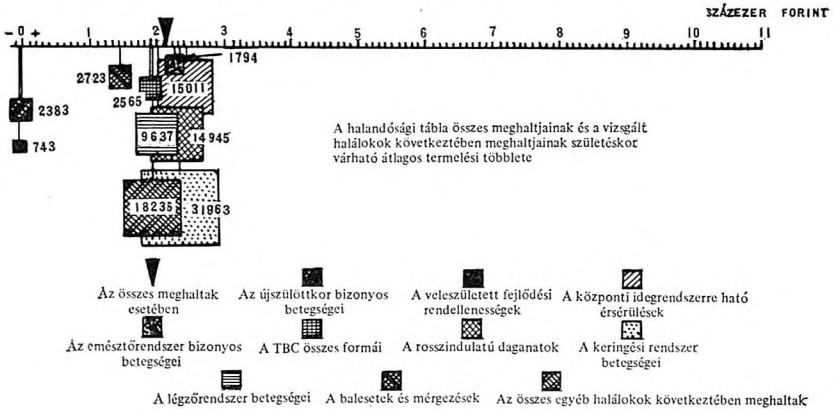 SZÁZEZER FORINT
- 0 + 1 2 3 4 5 6 7 8 9 10 11
1794
2723
15011
2565
2383
9637
14945
743
A halandósági tábla összes meghaltjainak és a vizsgált
halálokok következtében meghaltjainak születéskor
várható átlagos termelési többlete
18236
31963
Az összes meghaltak
esetében
Az újszülöttkor bizonyos
betegségei
A veleszületett fejlődési
rendellenességek
A központi idegrendszerre ható
érsérülések
Az emésztőrendszer bizonyos
betegségei
A TBC összes formái
A rosszindulatú daganatok
A keringési rendszer
betegségei
A légzőrendszer betegségei
A balesetek és mérgezések
Az összes egyéb halálokok következtében meghaltak